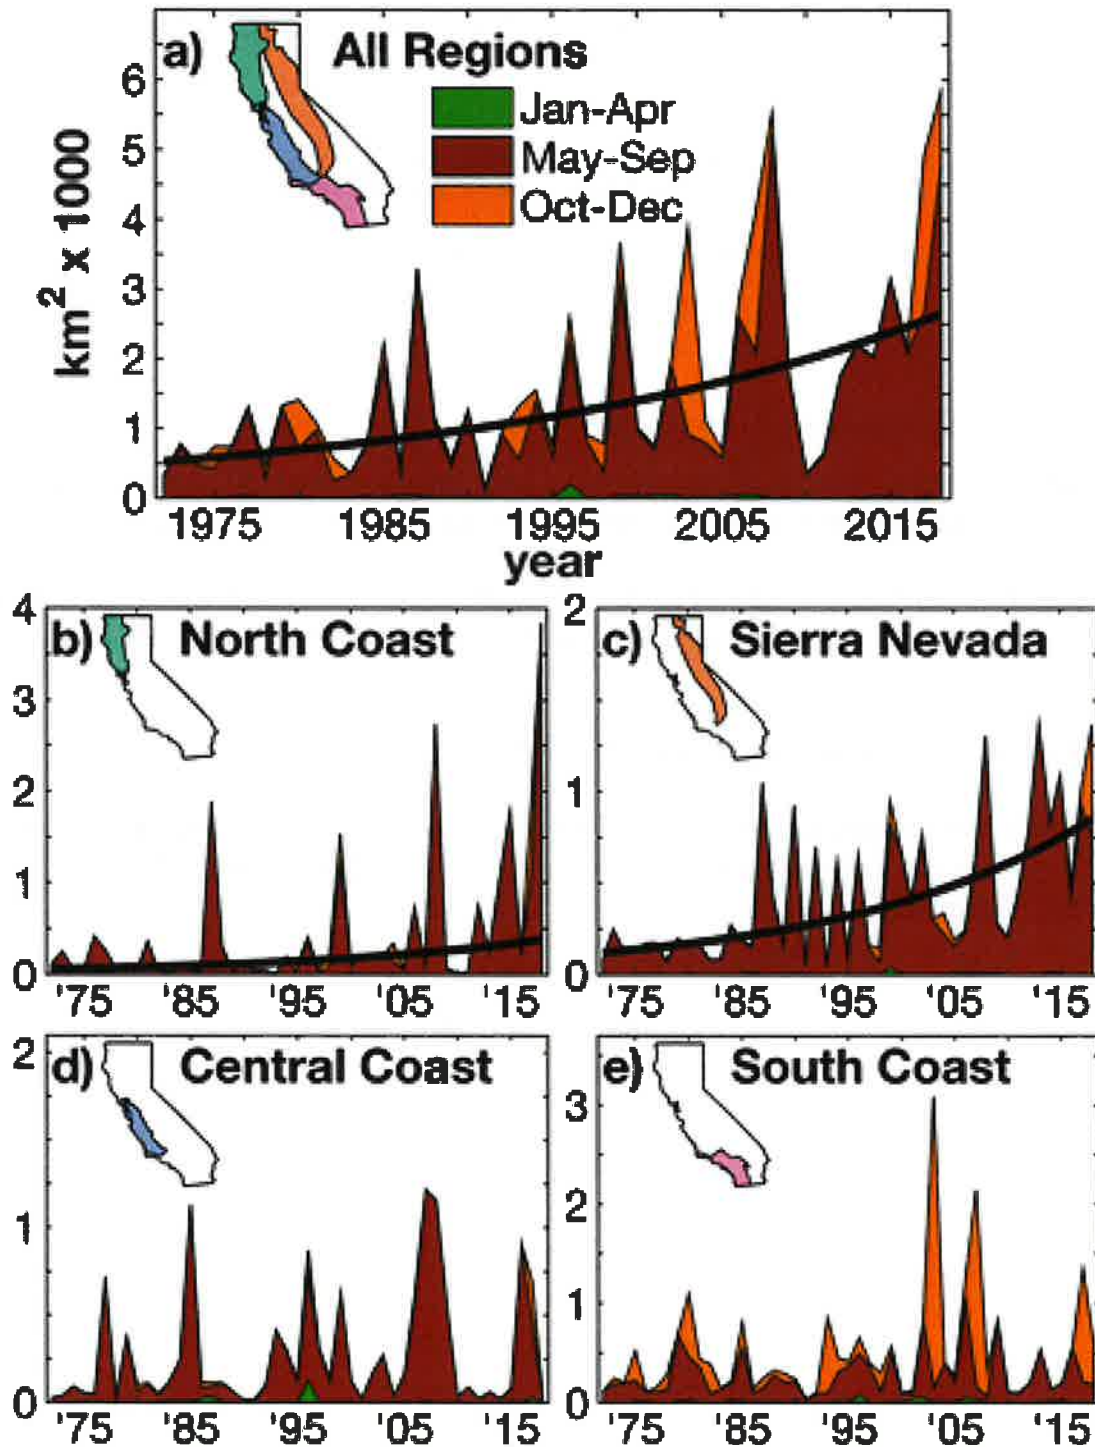 a) All Regions
Jan-Apr
May-Sep
Oct-Dec
km² x 1000
6
5
4
3
2
1
0
1975 1985 1995 2005 2015
year
b) North Coast
4
3
2
1
0
'75 '85 '95 '05 '15
c) Sierra Nevada
2
1
0
'75 '85 '95 '05 '15
d) Central Coast
2
1
0
'75 '85 '95 '05 '15
e) South Coast
3
2
1
0
'75 '85 '95 '05 '15